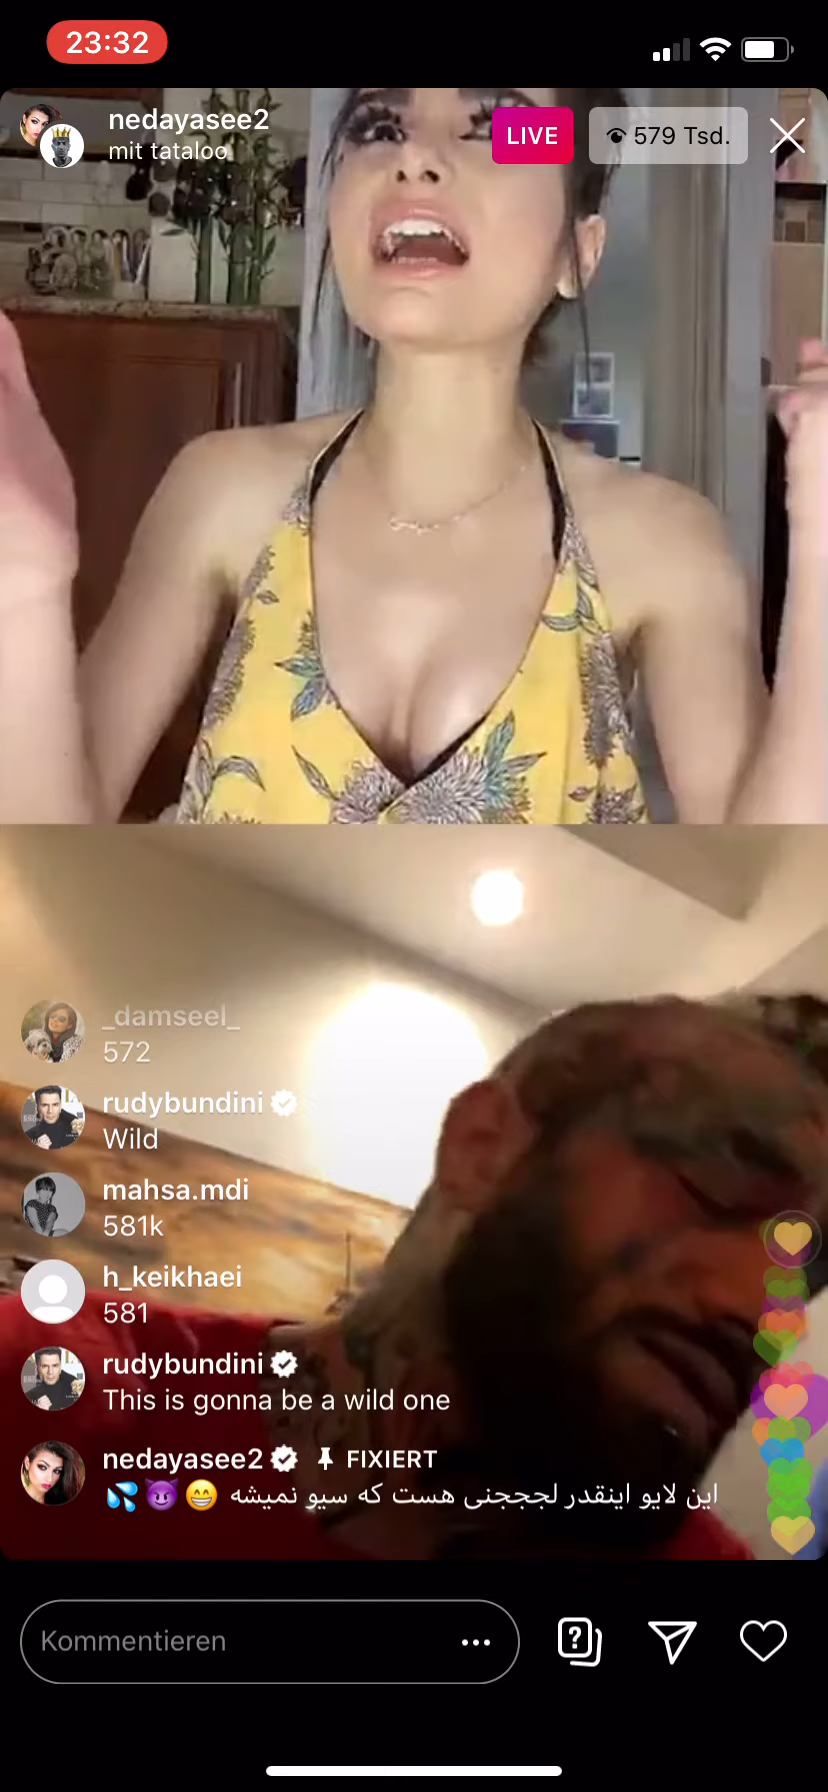 23:32
nedayasee2
mit tataloo
LIVE
579 Tsd.
_damseel_
572
rudybundini
Wild
mahsa.mdi
581k
h_keikhaei
581
rudybundini
This is gonna be a wild one
nedayasee2 FIXIERT
این لایو اینقدر لجججنی هست که سیو نمیشه 😁😈💦
Kommentieren